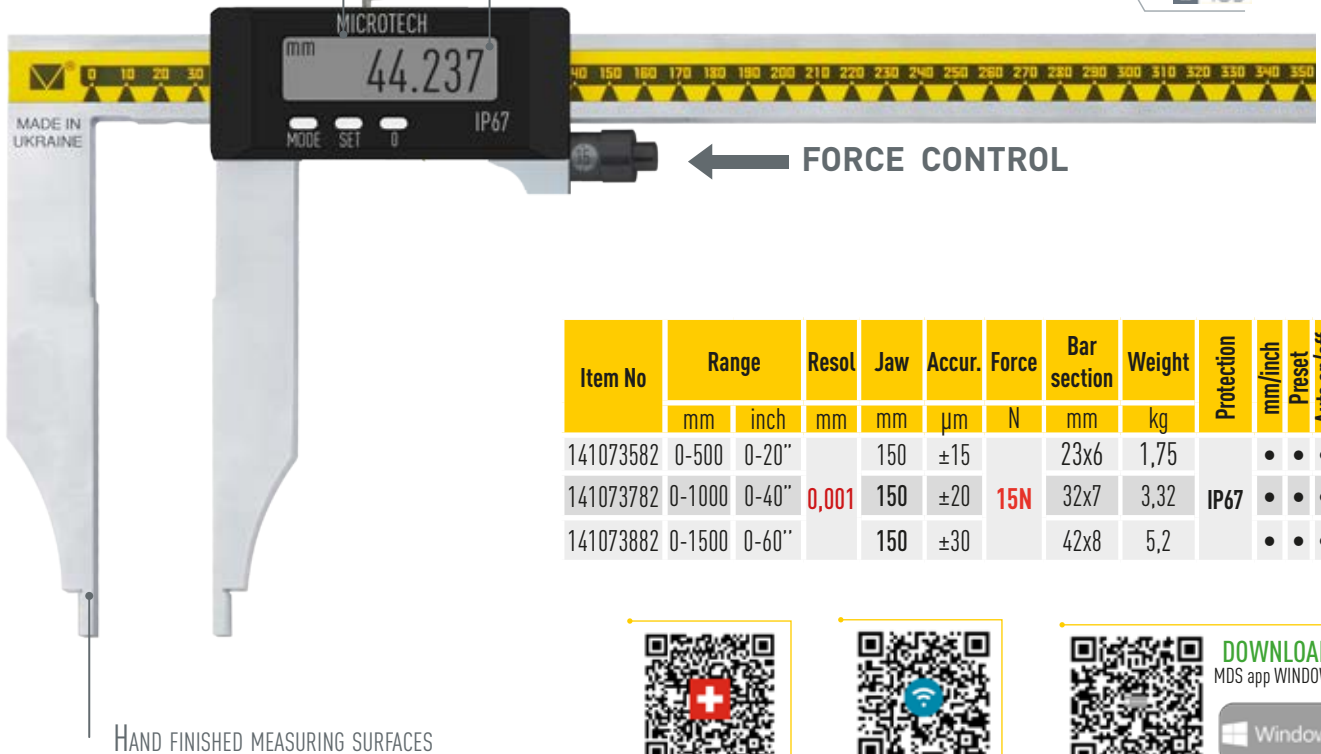 MICROTECH
mm
44.237
0 10 20 30
150 160 170 180 190 200 210 220 230 240 250 260 270 280 290 300 310 320 330 340 350
MADE IN
UKRAINE
MODE SET 0
IP67
FORCE CONTROL
Item No Range Resol Jaw Accur. Force Bar section Weight Protection mm/inch Preset
mm inch mm mm µm N mm kg
141073582 0-500 0-20” 150 ±15 23x6 1,75 • •
141073782 0-1000 0-40” 0,001 150 ±20 15N 32x7 3,32 IP67 • •
141073882 0-1500 0-60’’ 150 ±30 42x8 5,2 • •
DOWNLOA
MDS app WINDOW
Window
HAND FINISHED MEASURING SURFACES